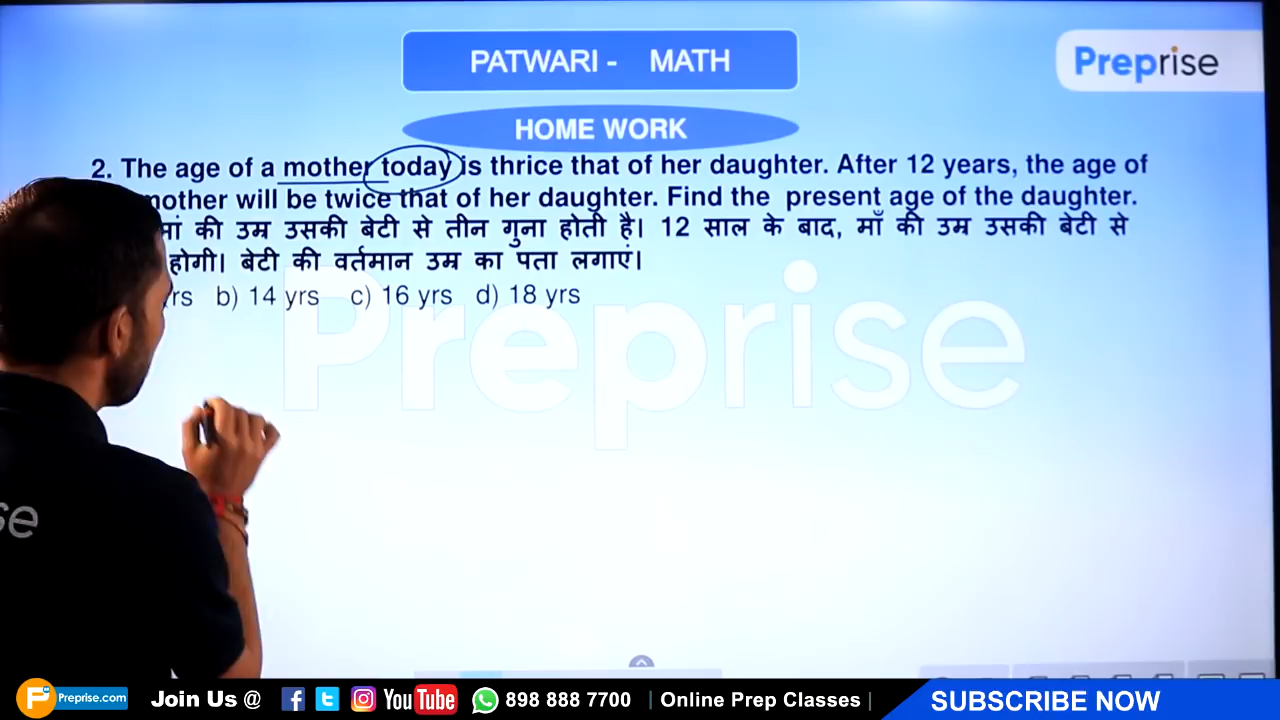 PATWARI - MATH
Preprise
HOME WORK
2. The age of a mother today is thrice that of her daughter. After 12 years, the age of
mother will be twice that of her daughter. Find the present age of the daughter.
मां की उम्र उसकी बेटी से तीन गुना होती है। 12 साल के बाद, माँ की उम्र उसकी बेटी से
होगी। बेटी की वर्तमान उम्र का पता लगाएं।
yrs b) 14 yrs c) 16 yrs d) 18 yrs
Preprise
se
Preprise.com Join Us @ YouTube 898 888 7700 | Online Prep Classes | SUBSCRIBE NOW